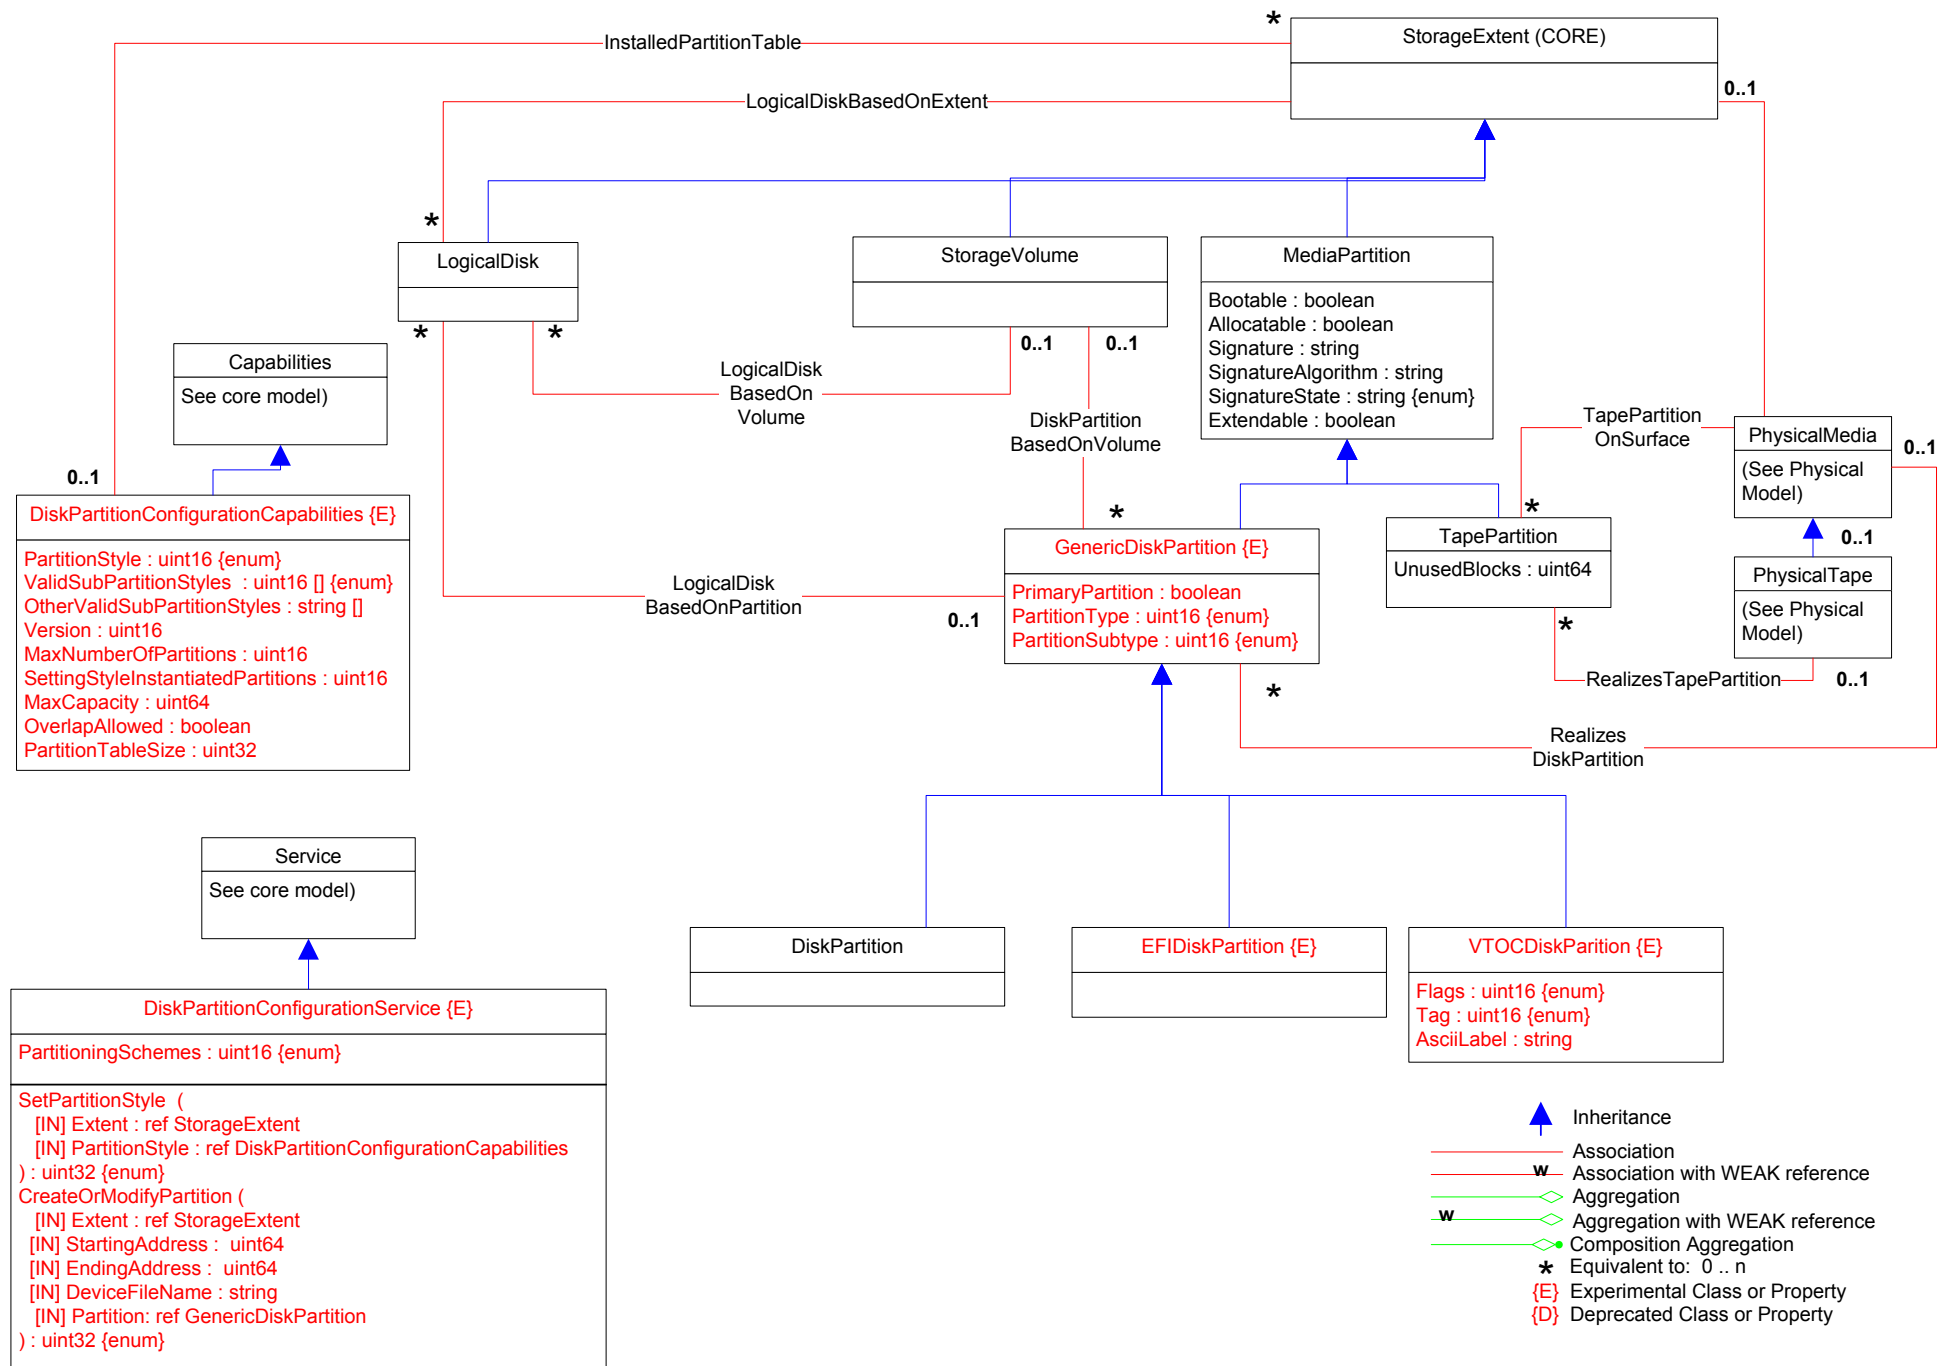 *
StorageExtent (CORE)
InstalledPartitionTable
LogicalDiskBasedOnExtent
0..1
*
LogicalDisk
*
*
StorageVolume
0..1
0..1
MediaPartition
Bootable : boolean
Allocatable : boolean
Signature : string
SignatureAlgorithm : string
SignatureState : string {enum}
Extendable : boolean
Capabilities
See core model)
LogicalDisk
BasedOn
Volume
DiskPartition
BasedOnVolume
TapePartition
OnSurface
PhysicalMedia
(See Physical
Model)
0..1
0..1
DiskPartitionConfigurationCapabilities {E}
PartitionStyle : uint16 {enum}
ValidSubPartitionStyles : uint16 [] {enum}
OtherValidSubPartitionStyles : string []
Version : uint16
MaxNumberOfPartitions : uint16
SettingStyleInstantiatedPartitions : uint16
MaxCapacity : uint64
OverlapAllowed : boolean
PartitionTableSize : uint32
*
GenericDiskPartition {E}
PrimaryPartition : boolean
PartitionType : uint16 {enum}
PartitionSubtype : uint16 {enum}
LogicalDisk
BasedOnPartition
0..1
*
TapePartition
UnusedBlocks : uint64
*
0..1
PhysicalTape
(See Physical
Model)
RealizesTapePartition
0..1
*
Realizes
DiskPartition
Service
See core model)
DiskPartition
EFIDiskPartition {E}
VTOCDiskParition {E}
Flags : uint16 {enum}
Tag : uint16 {enum}
AsciiLabel : string
DiskPartitionConfigurationService {E}
PartitioningSchemes : uint16 {enum}
SetPartitionStyle (
[IN] Extent : ref StorageExtent
[IN] PartitionStyle : ref DiskPartitionConfigurationCapabilities
) : uint32 {enum}
CreateOrModifyPartition (
[IN] Extent : ref StorageExtent
[IN] StartingAddress : uint64
[IN] EndingAddress : uint64
[IN] DeviceFileName : string
[IN] Partition: ref GenericDiskPartition
) : uint32 {enum}
Inheritance
Association
w Association with WEAK reference
Aggregation
w Aggregation with WEAK reference
Composition Aggregation
* Equivalent to: 0 .. n
{E} Experimental Class or Property
{D} Deprecated Class or Property